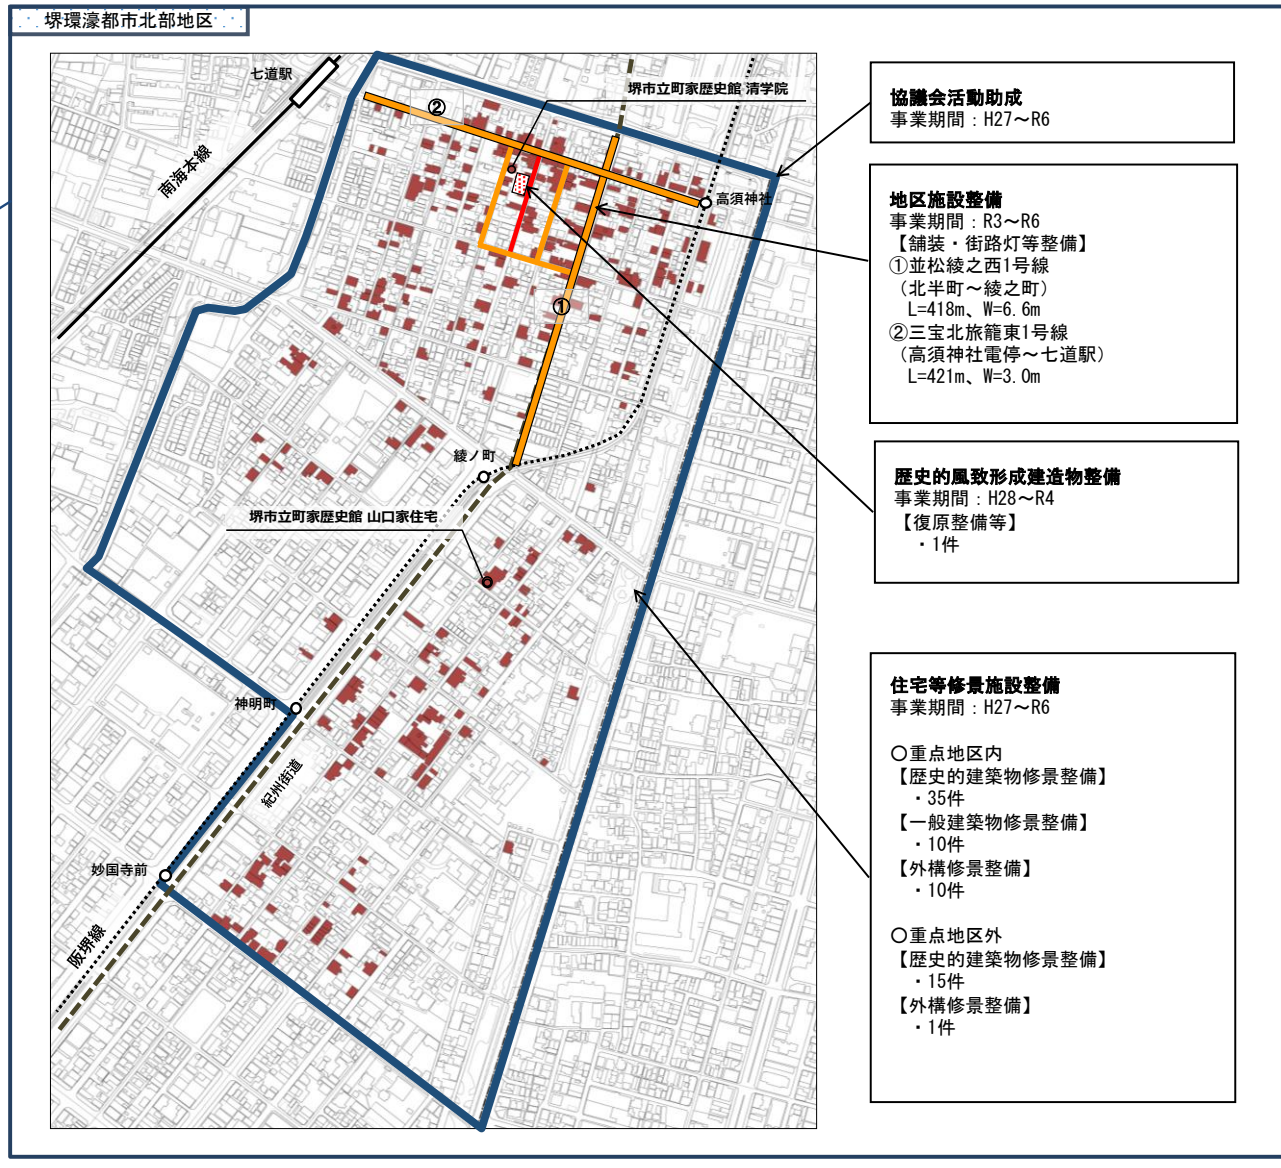 堺環濠都市北部地区
七道駅
南海本線
②
堺市立町家歴史館 清学院
高須神社
①
綾ノ町
堺市立町家歴史館 山口家住宅
神明町
紀州街道
妙国寺前
阪堺線
協議会活動助成
事業期間：H27～R6
地区施設整備
事業期間：R3～R6
【舗装・街路灯等整備】
①並松綾之西1号線
（北半町～綾之町）
L=418m、W=6.6m
②三宝北旅籠東1号線
（高須神社電停～七道駅）
L=421m、W=3.0m
歴史的風致形成建造物整備
事業期間：H28～R4
【復原整備等】
・1件
住宅等修景施設整備
事業期間：H27～R6
○重点地区内
【歴史的建築物修景整備】
・35件
【一般建築物修景整備】
・10件
【外構修景整備】
・10件
○重点地区外
【歴史的建築物修景整備】
・15件
【外構修景整備】
・1件